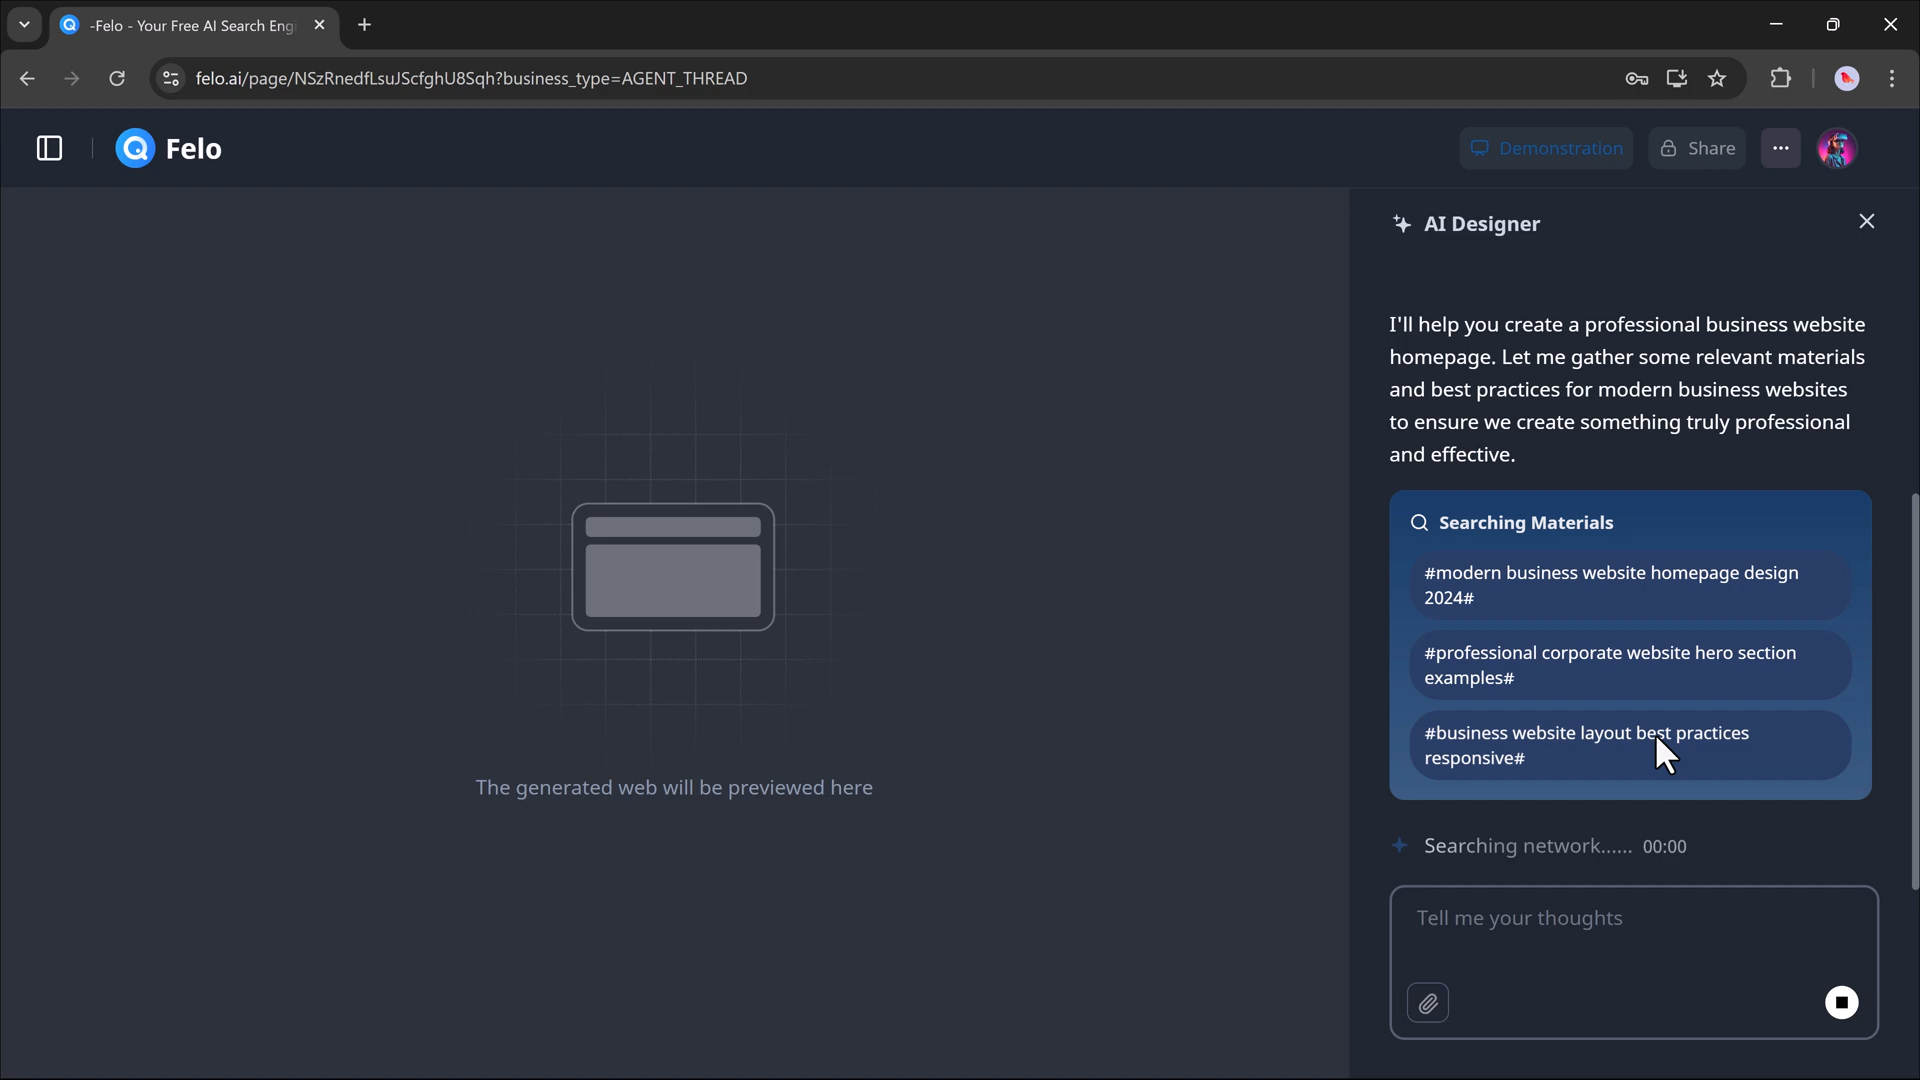 -Felo - Your Free AI Search Engi
felo.ai/page/NSzRnedfLsuJScfghU8Sqh?business_type=AGENT_THREAD
Felo
Demonstration
Share
AI Designer
I'll help you create a professional business website
homepage. Let me gather some relevant materials
and best practices for modern business websites
to ensure we create something truly professional
and effective.
Searching Materials
#modern business website homepage design
2024#
#professional corporate website hero section
examples#
#business website layout best practices
responsive#
The generated web will be previewed here
Searching network...... 00:00
Tell me your thoughts